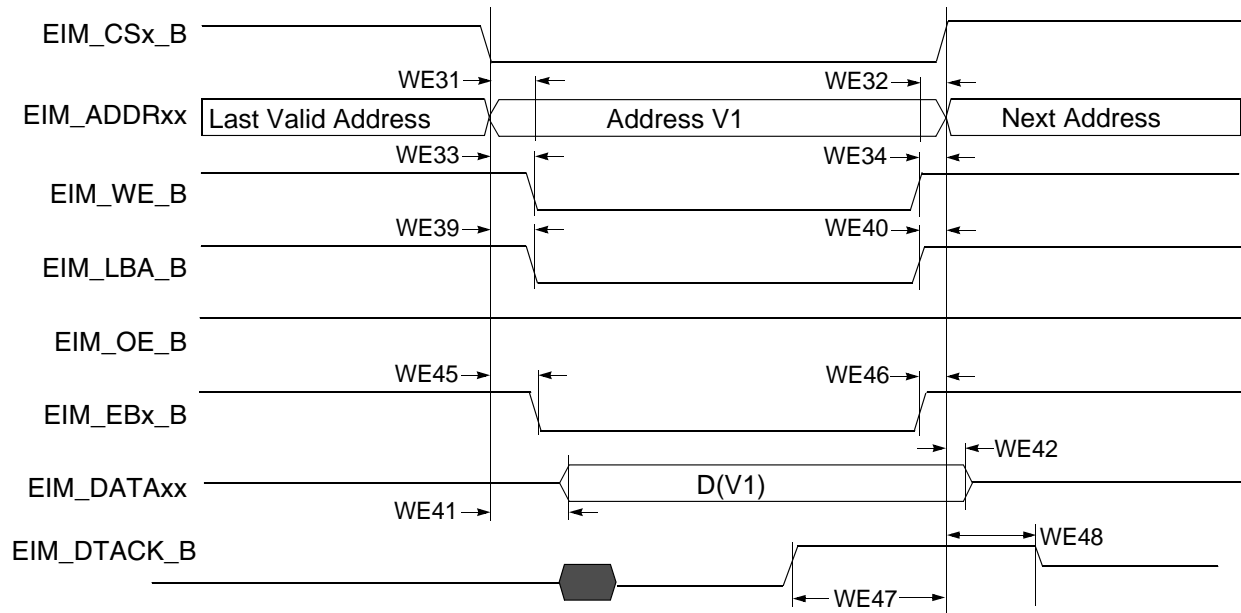 EIM_CSx_B
WE31
WE32
EIM_ADDRxx
Last Valid Address
Address V1
Next Address
WE33
WE34
EIM_WE_B
WE39
WE40
EIM_LBA_B
EIM_OE_B
WE45
WE46
EIM_EBx_B
WE42
EIM_DATAxx
D(V1)
WE41
EIM_DTACK_B
WE48
WE47